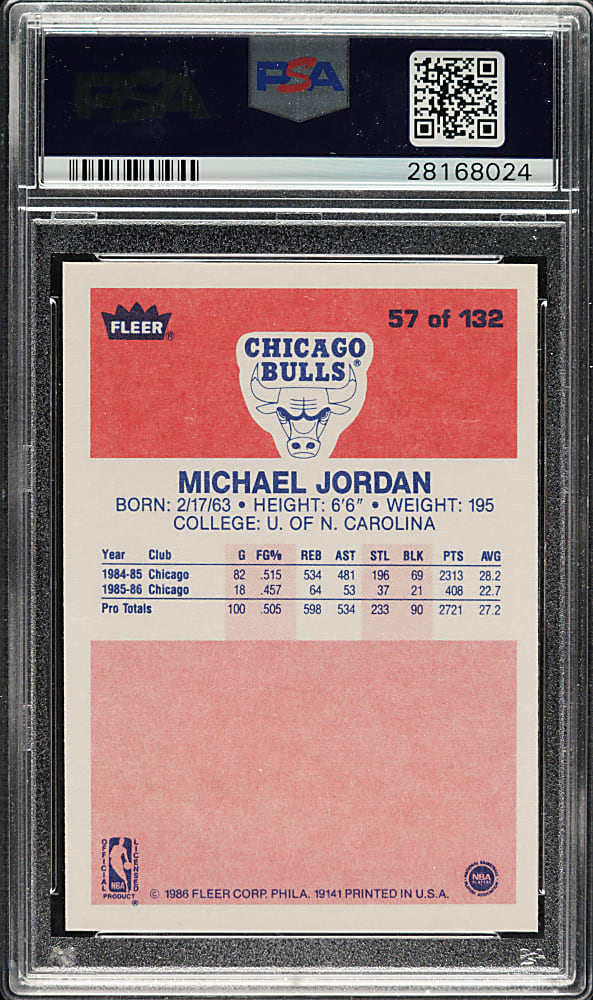 PSA
PSA
28168024
FLEER®
57 of 132
CHICAGO
BULLS®
MICHAEL JORDAN
BORN: 2/17/63 • HEIGHT: 6'6" • WEIGHT: 195
COLLEGE: U. OF N. CAROLINA
Year Club G FG% REB AST STL BLK PTS AVG
1984-85 Chicago 82 .515 534 481 196 69 2313 28.2
1985-86 Chicago 18 .457 64 53 37 21 408 22.7
Pro Totals 100 .505 598 534 233 90 2721 27.2
OFFICIAL LICENSED
NBA
PRODUCT ®
© 1986 FLEER CORP. PHILA. 19141 PRINTED IN U.S.A.
NBA
PLAYERS